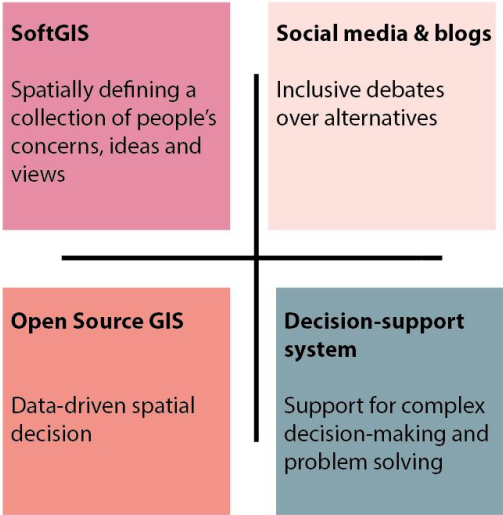 SoftGIS
Spatially defining a
collection of people's
concerns, ideas and
views
Social media & blogs
Inclusive debates
over alternatives
Open Source GIS
Data-driven spatial
decision
Decision-support
system
Support for complex
decision-making and
problem solving